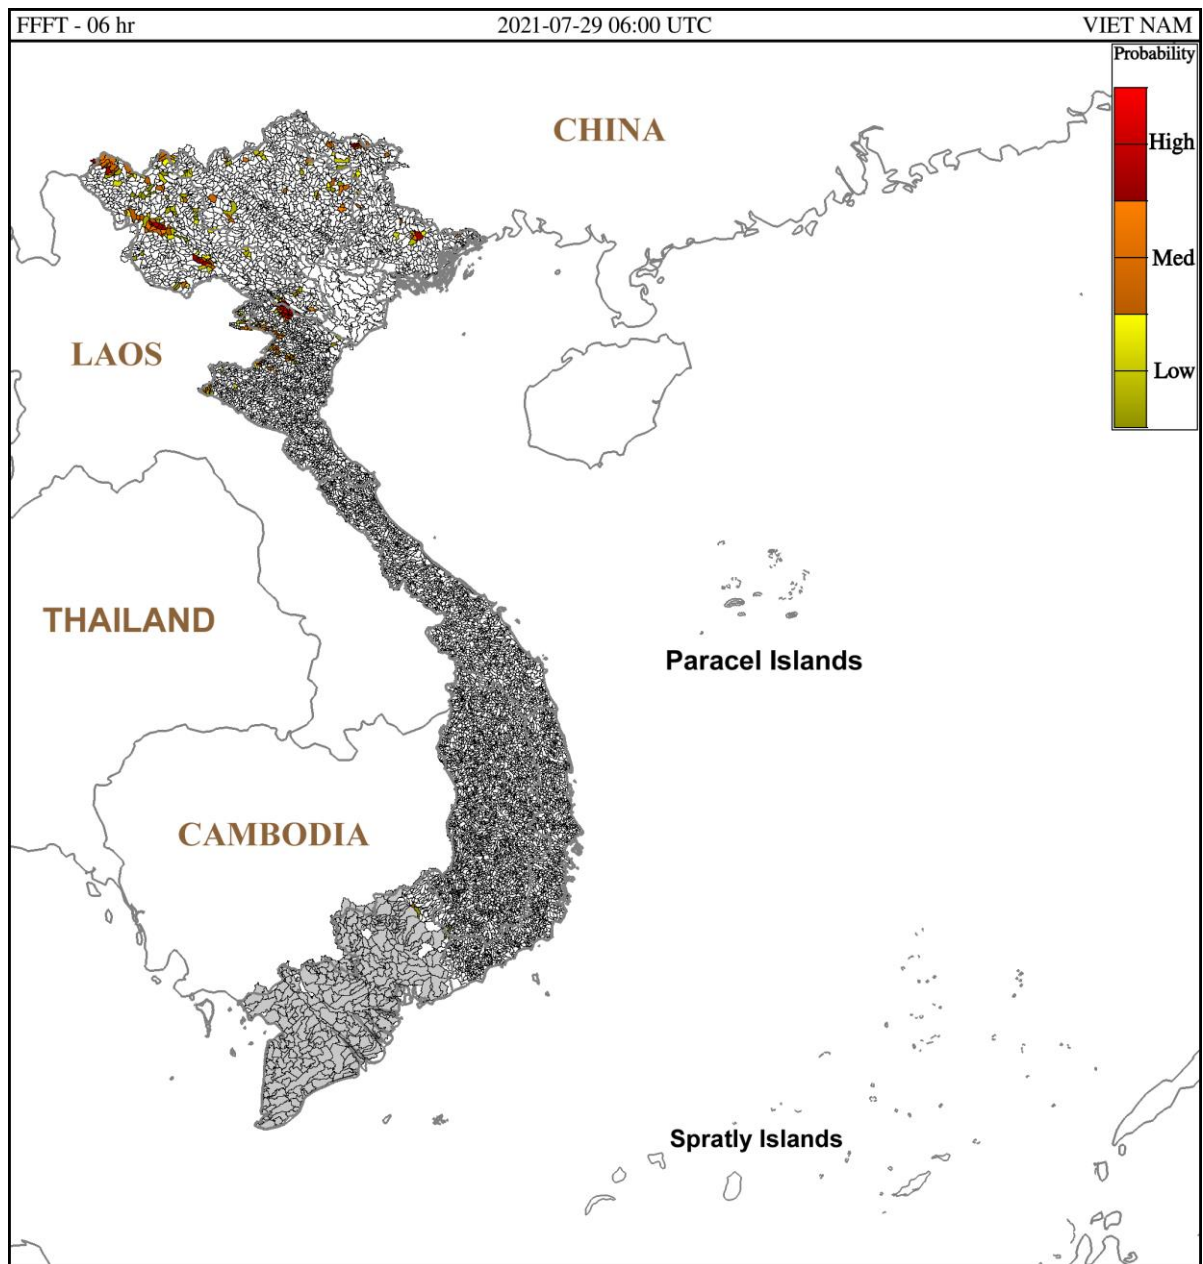 FFFT - 06 hr
2021-07-29 06:00 UTC
VIET NAM
Probability
High
Med
Low
CHINA
LAOS
THAILAND
Paracel Islands
CAMBODIA
Spratly Islands